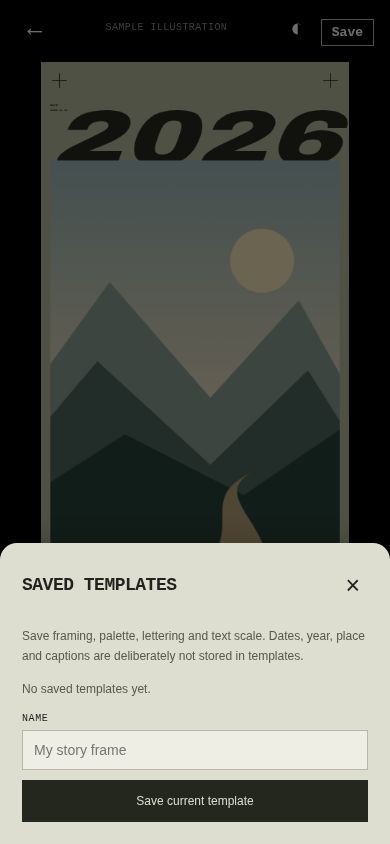 ←
SAMPLE ILLUSTRATION
Save
2026
SAVED TEMPLATES
×
Save framing, palette, lettering and text scale. Dates, year, place
and captions are deliberately not stored in templates.
No saved templates yet.
NAME
My story frame
Save current template